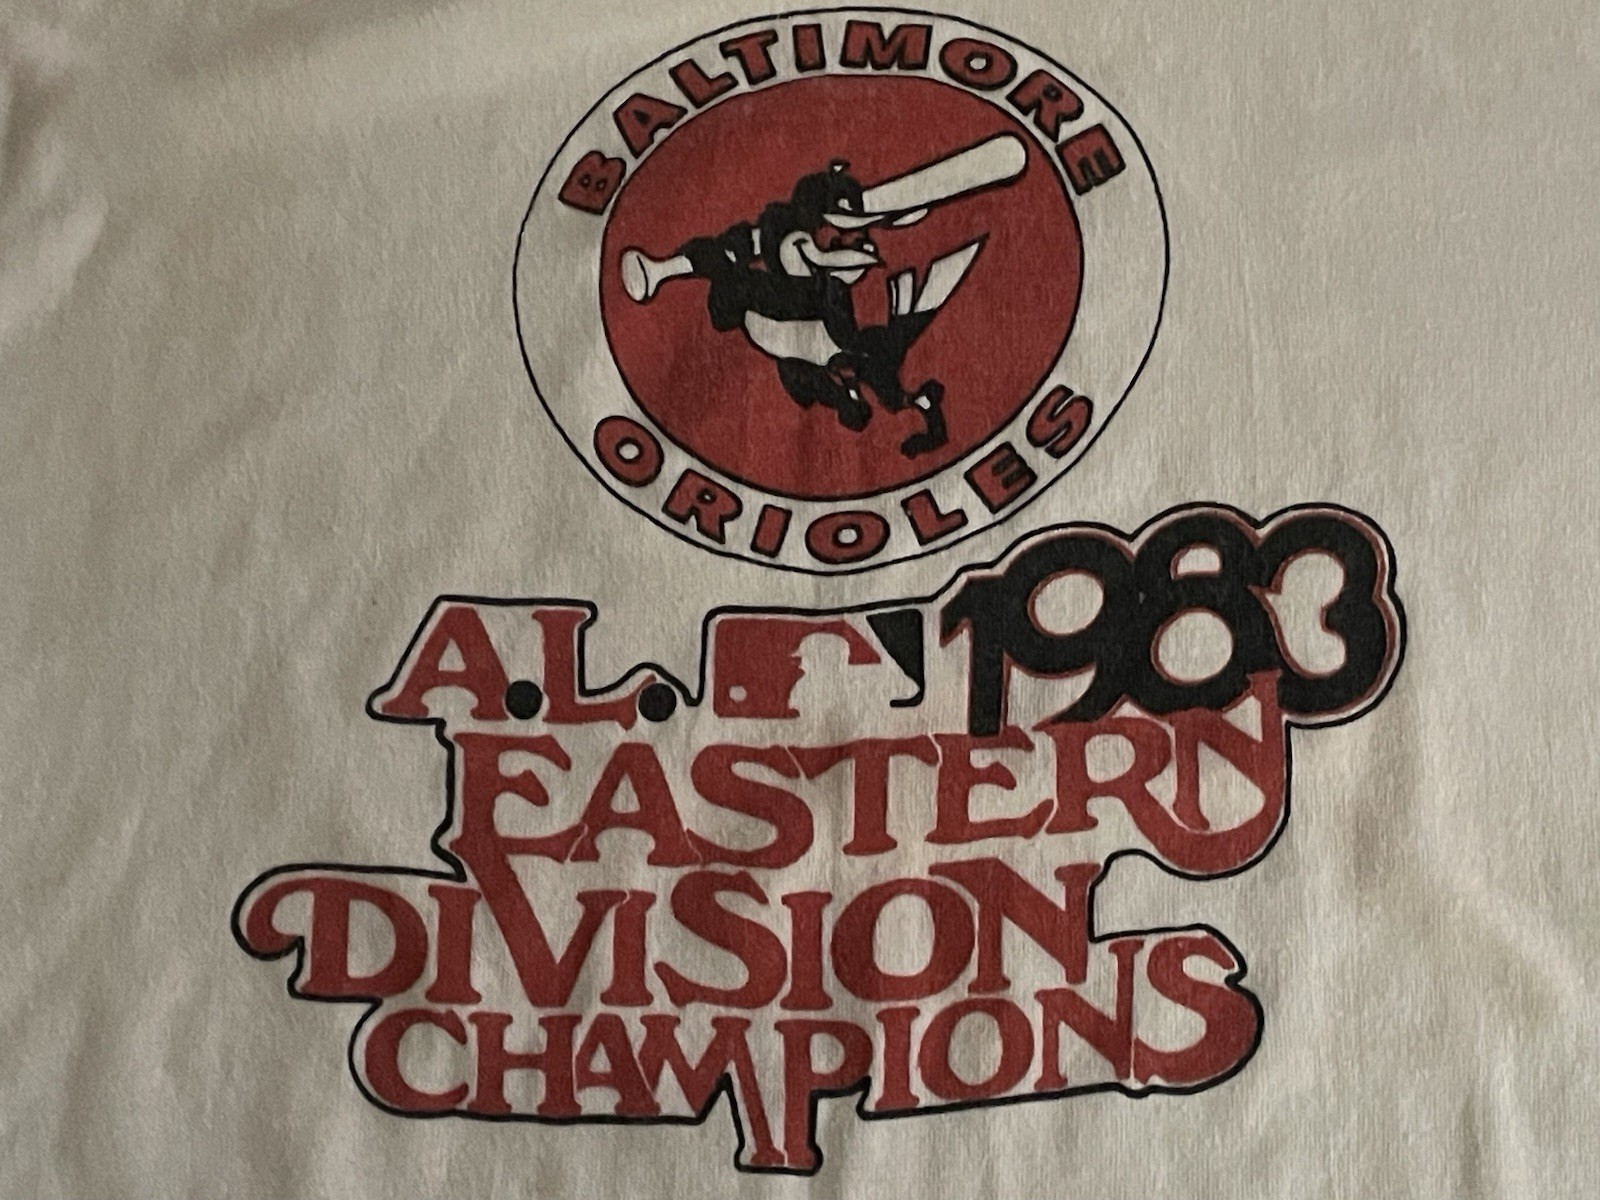 BALTIMORE
ORIOLES
A.L. 1983
EASTERN
DIVISION
CHAMPIONS